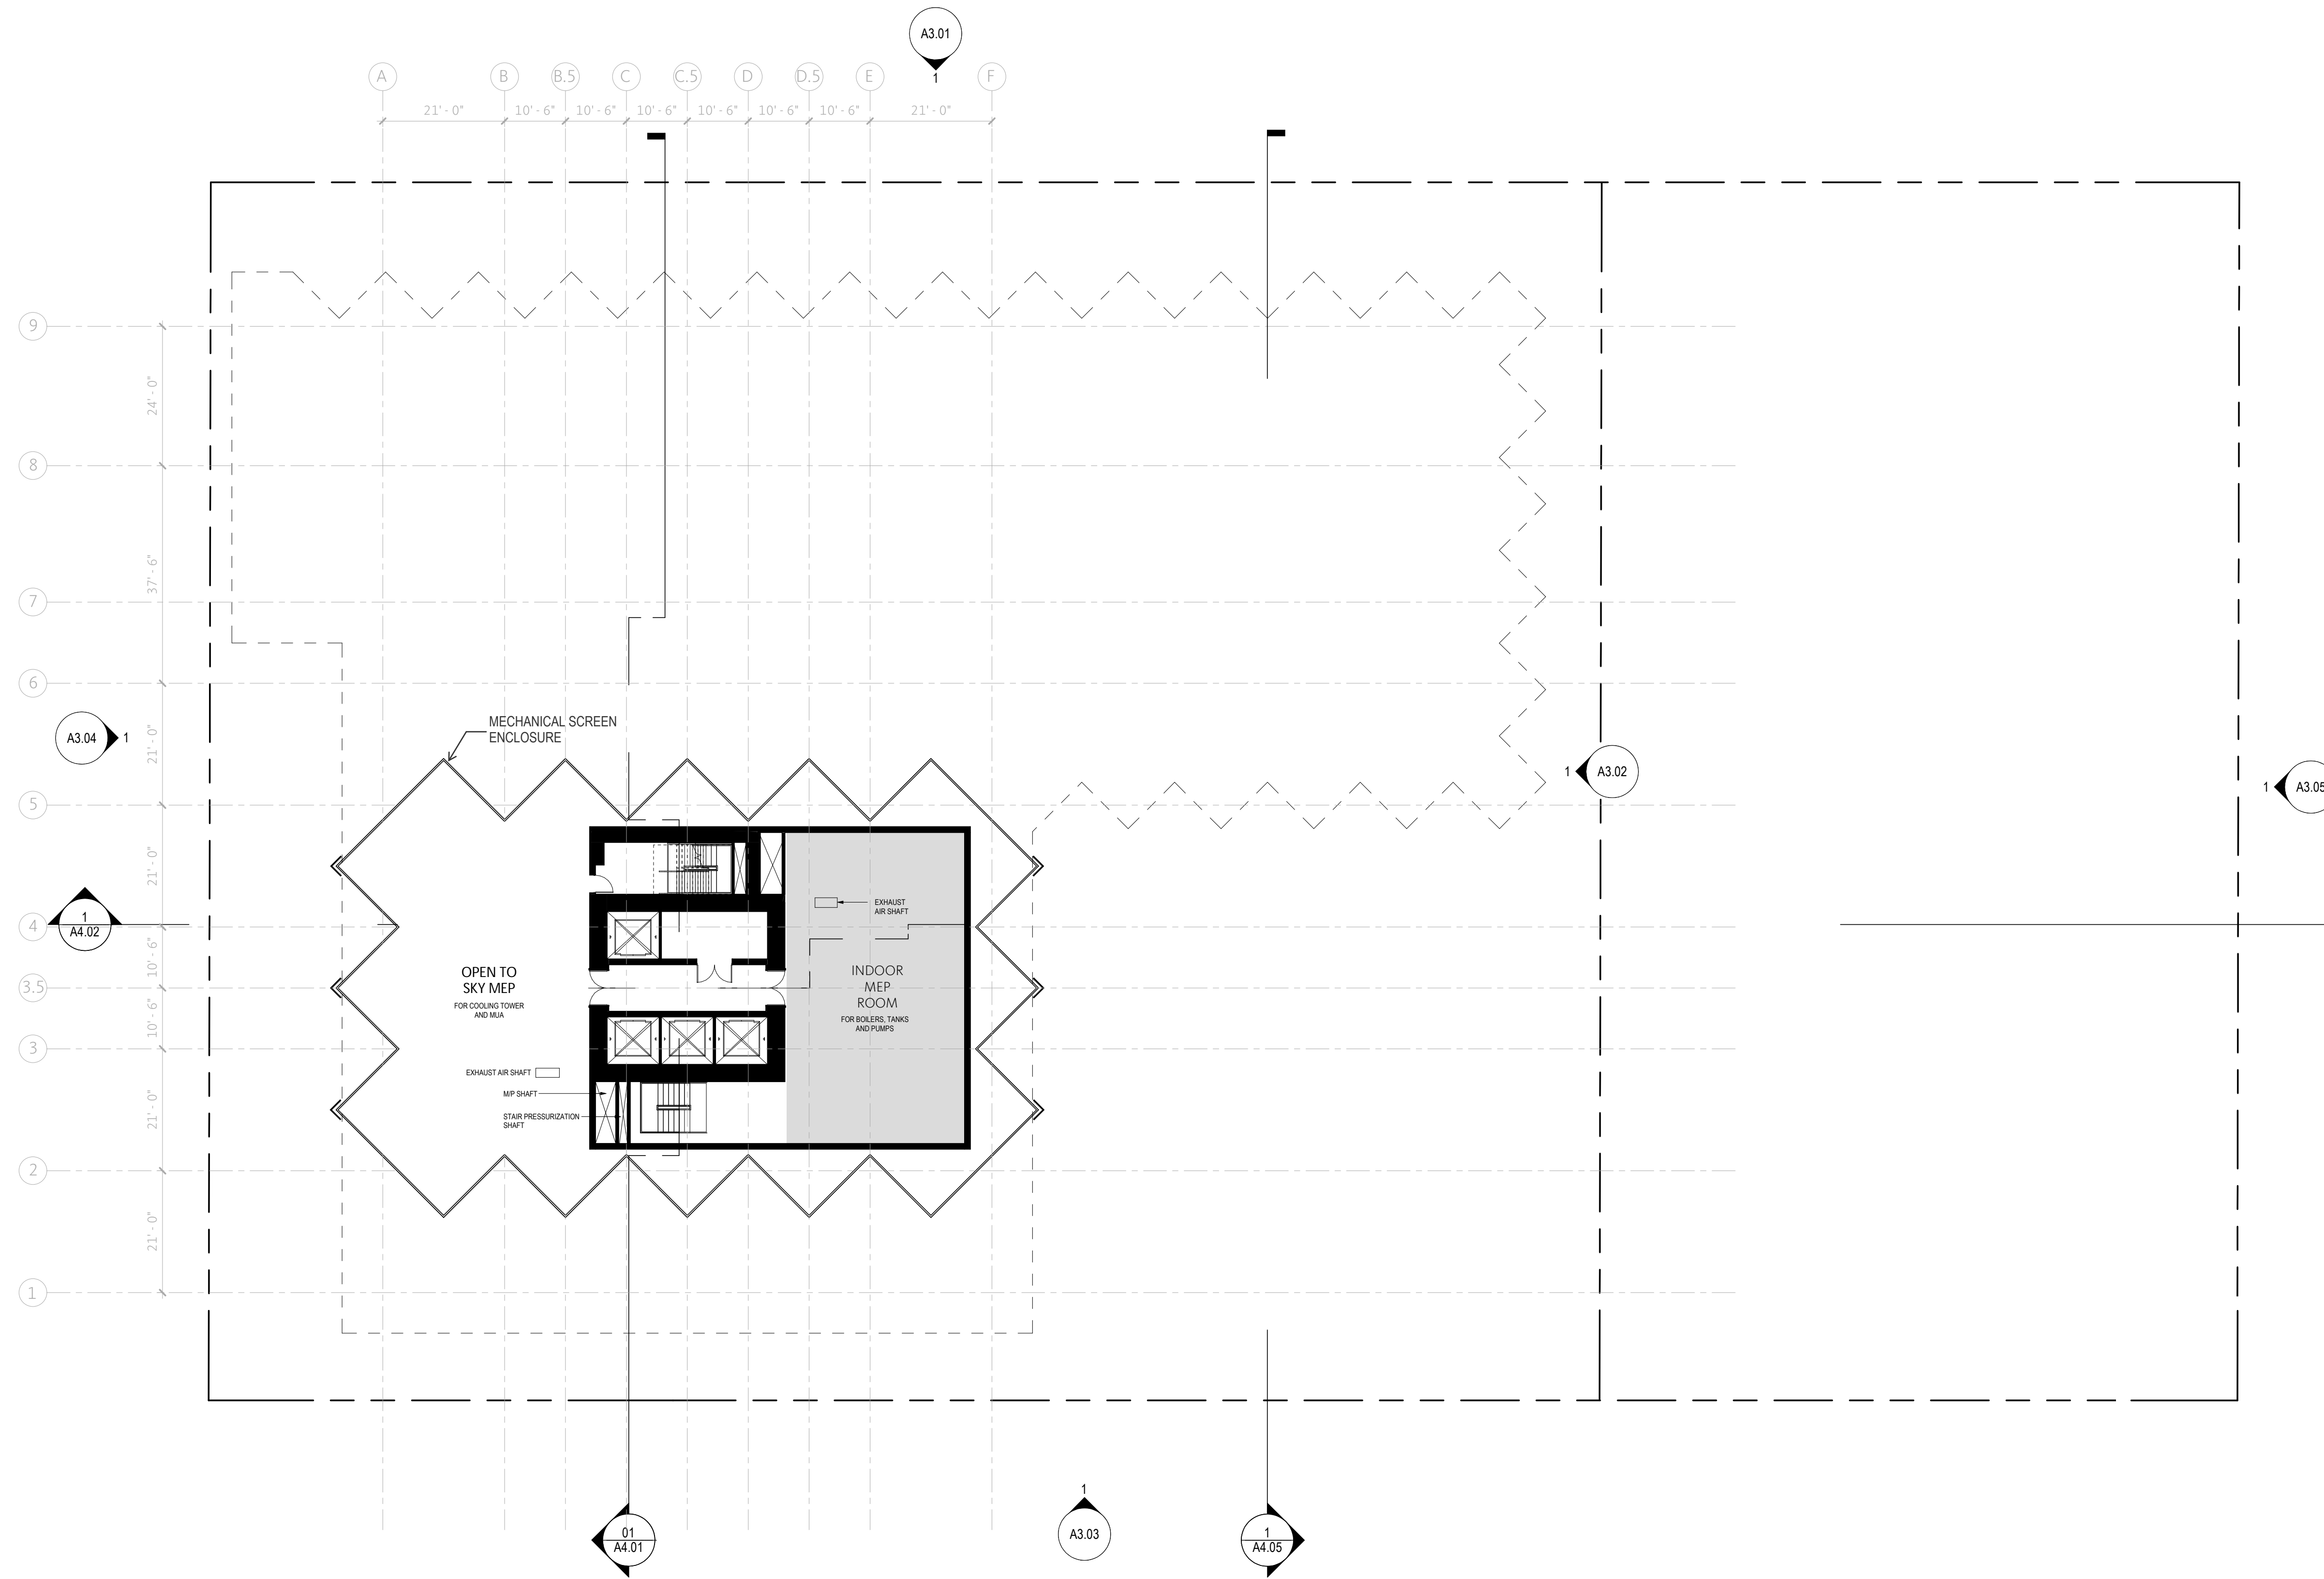 A3.01
1
A
B
B.5
C
C.5
D
D.5
E
F
21' - 0"
10' - 6"
10' - 6"
10' - 6"
10' - 6"
10' - 6"
10' - 6"
21' - 0"
9
24' - 0"
8
37' - 6"
7
6
MECHANICAL SCREEN
ENCLOSURE
A3.04
1
21' - 0"
1
A3.02
1
A3.05
5
21' - 0"
EXHAUST
AIR SHAFT
1
A4.02
4
10' - 6"
OPEN TO
SKY MEP
FOR COOLING TOWER
AND MUA
INDOOR
MEP
ROOM
FOR BOILERS, TANKS
AND PUMPS
3.5
10' - 6"
3
EXHAUST AIR SHAFT
M/P SHAFT
STAIR PRESSURIZATION
SHAFT
21' - 0"
2
21' - 0"
1
01
A4.01
1
A3.03
1
A4.05